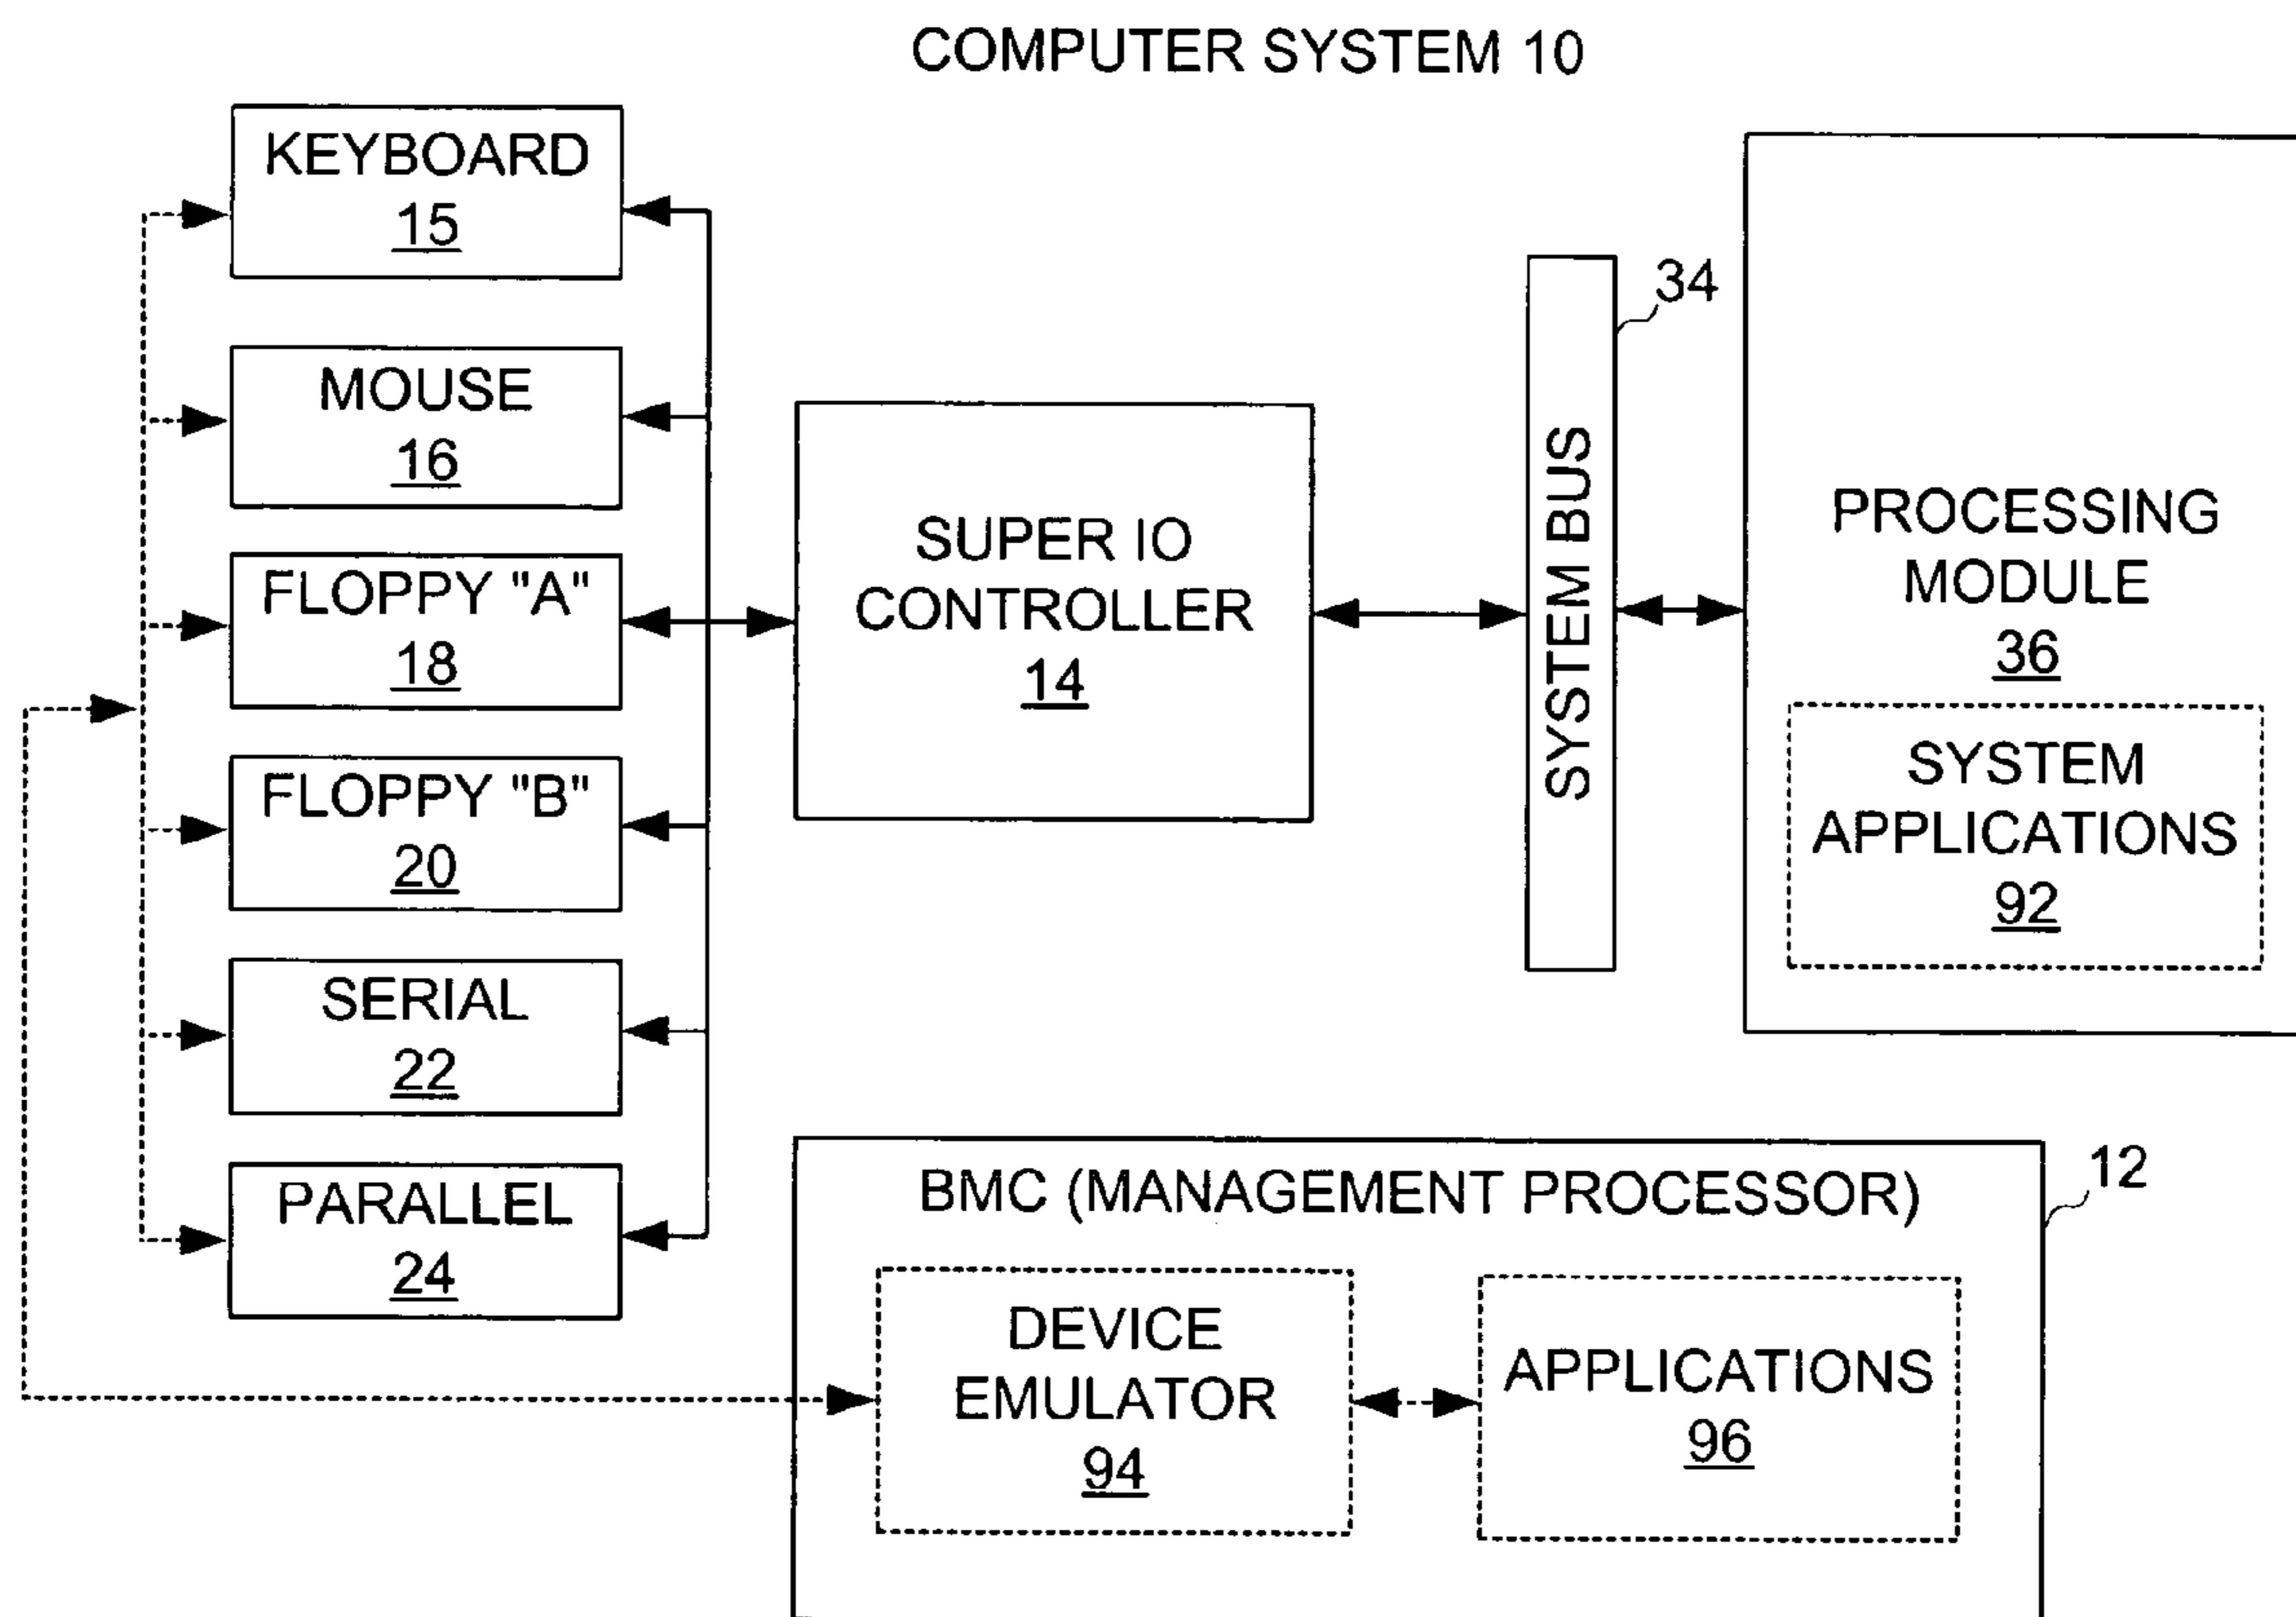 COMPUTER SYSTEM 10
KEYBOARD
15
MOUSE
16
FLOPPY "A"
18
FLOPPY "B"
20
SERIAL
22
PARALLEL
24
SUPER IO
CONTROLLER
14
SYSTEM BUS
34
PROCESSING
MODULE
36
SYSTEM
APPLICATIONS
92
BMC (MANAGEMENT PROCESSOR)
12
DEVICE
EMULATOR
94
APPLICATIONS
96